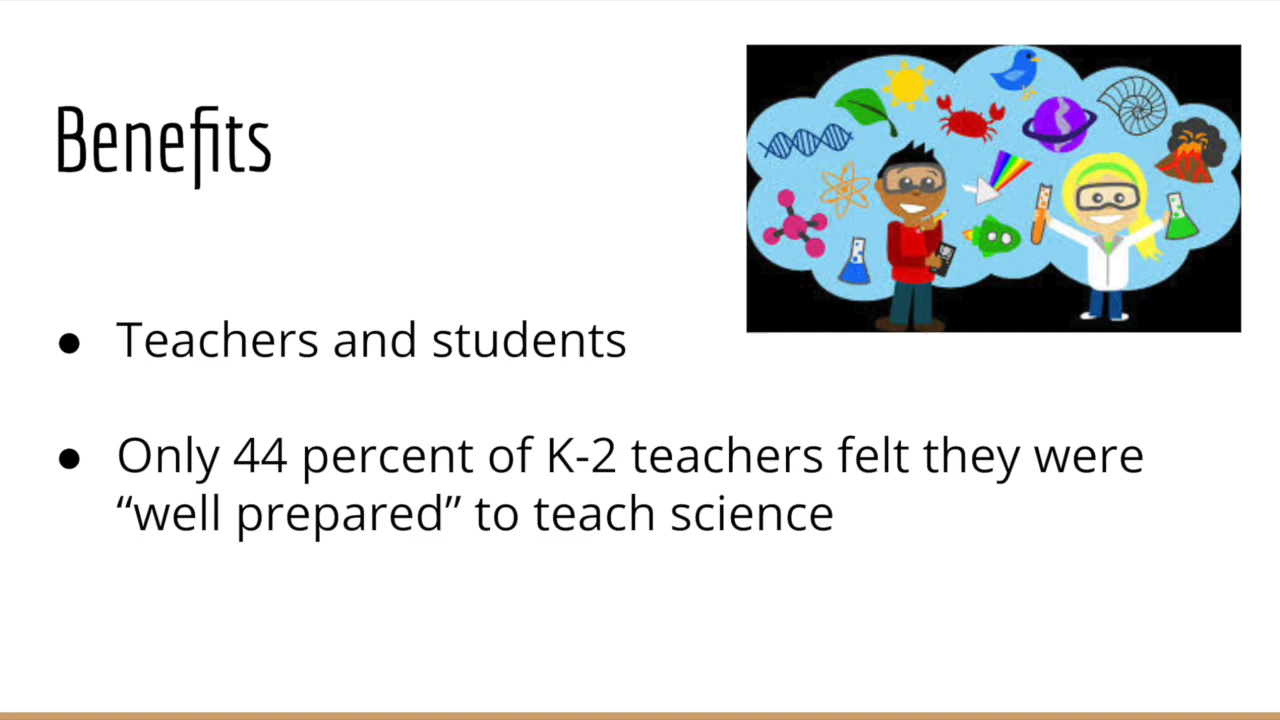 Benefits
● Teachers and students
● Only 44 percent of K-2 teachers felt they were
“well prepared” to teach science